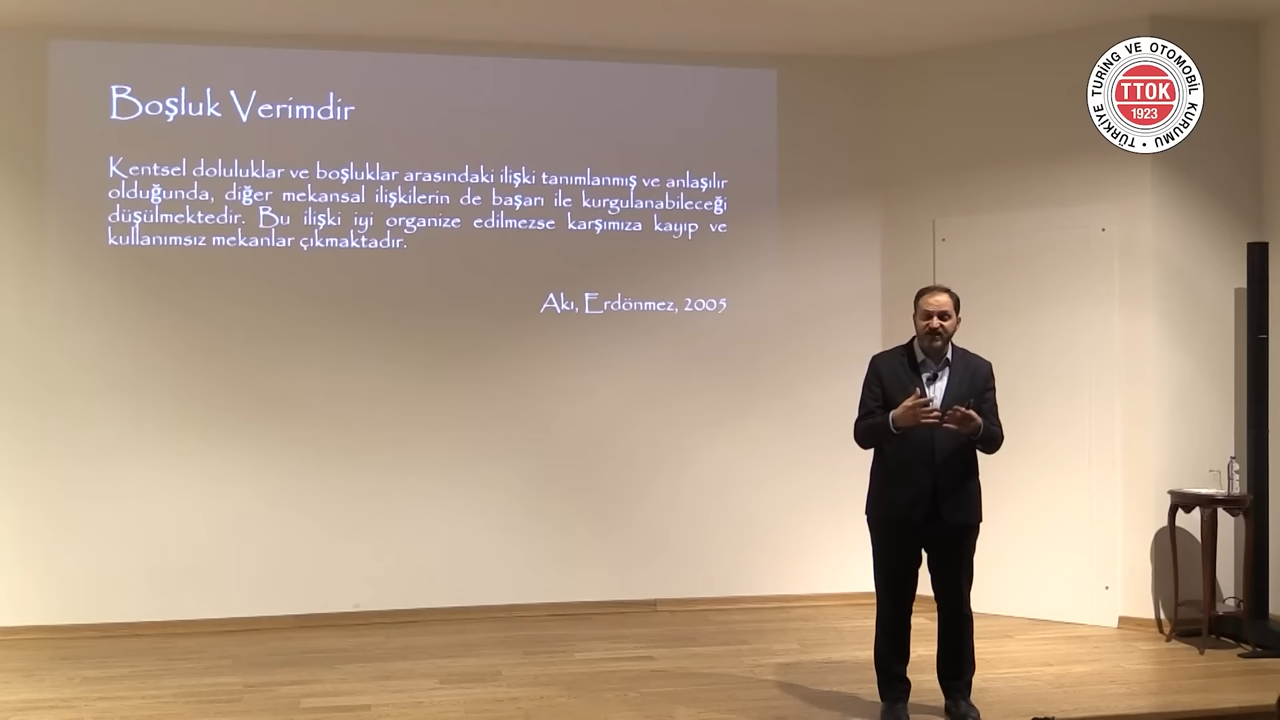 Boşluk Verimdir
Kentsel doluluklar ve boşluklar arasındaki ilişki tanımlanmış ve anlaşılır
olduğunda, diğer mekansal ilişkilerin de başarı ile kurgulanabileceği
düşülmektedir. Bu ilişki iyi organize edilmezse karşımıza kayıp ve
kullanımsız mekanlar çıkmaktadır.
Akı, Erdönmez, 2005
TÜRKİYE TURİNG VE OTOMOBİL KURUMU •
TTOK
1923